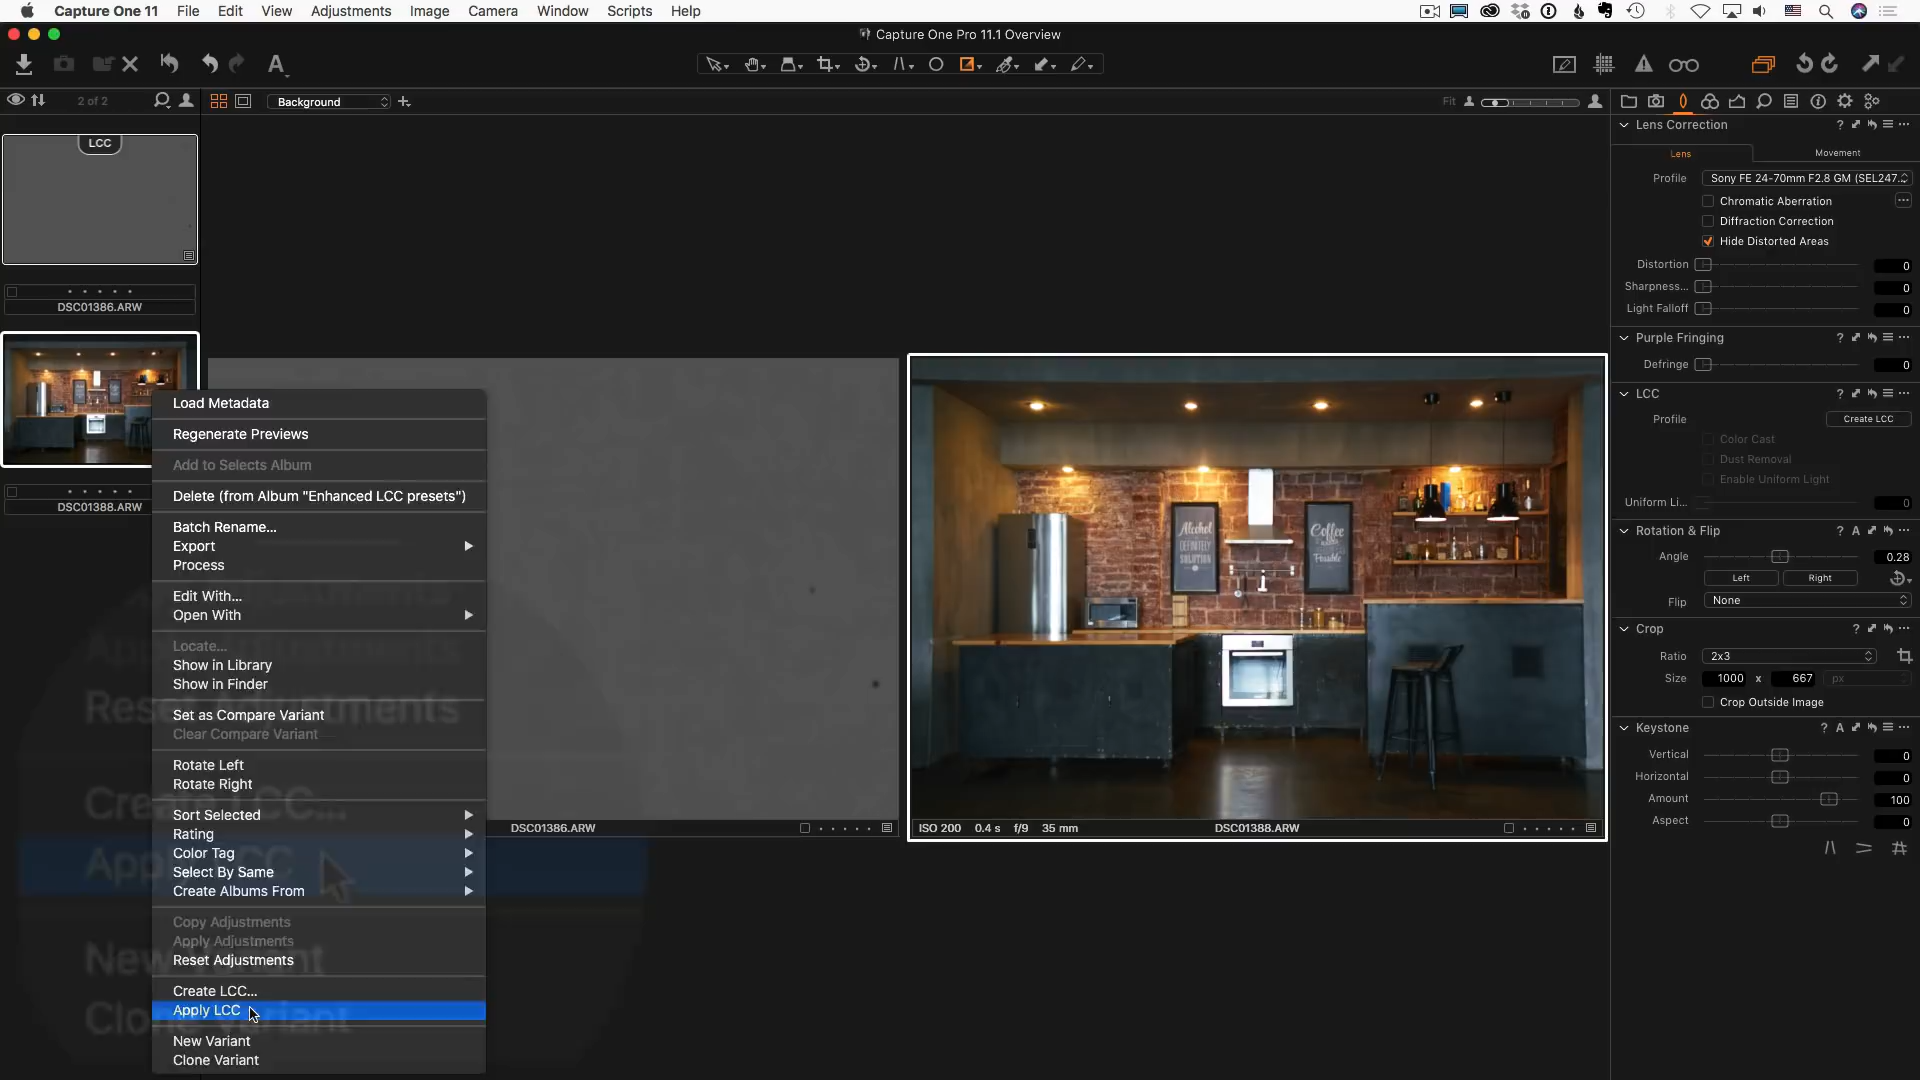 Capture One 11 File Edit View Adjustments Image Camera Window Scripts Help
Capture One Pro 11.1 Overview
A
2 of 2
Background
Fit
LCC
DSC01386.ARW
DSC01388.ARW
Load Metadata
Regenerate Previews
Add to Selects Album
Delete (from Album "Enhanced LCC presets")
Batch Rename...
Export
Process
Edit With...
Open With
Locate...
Show in Library
Show in Finder
Set as Compare Variant
Clear Compare Variant
Rotate Left
Rotate Right
Sort Selected
Rating
Color Tag
Select By Same
Create Albums From
Copy Adjustments
Apply Adjustments
Reset Adjustments
Create LCC...
Apply LCC
New Variant
Clone Variant
DSC01386.ARW
Alcohol
DEFINITELY
SOLUTION
Coffee
Possible
ISO 200 0.4 s f/9 35 mm DSC01388.ARW
Lens Correction
Lens Movement
Profile Sony FE 24-70mm F2.8 GM (SEL247...
Chromatic Aberration
Diffraction Correction
Hide Distorted Areas
Distortion 0
Sharpness... 0
Light Falloff 0
Purple Fringing
Defringe 0
LCC
Profile Create LCC
Color Cast
Dust Removal
Enable Uniform Light
Uniform Li... 0
Rotation & Flip
Angle 0.28
Left Right
Flip None
Crop
Ratio 2x3
Size 1000 x 667 px
Crop Outside Image
Keystone
Vertical 0
Horizontal 0
Amount 100
Aspect 0